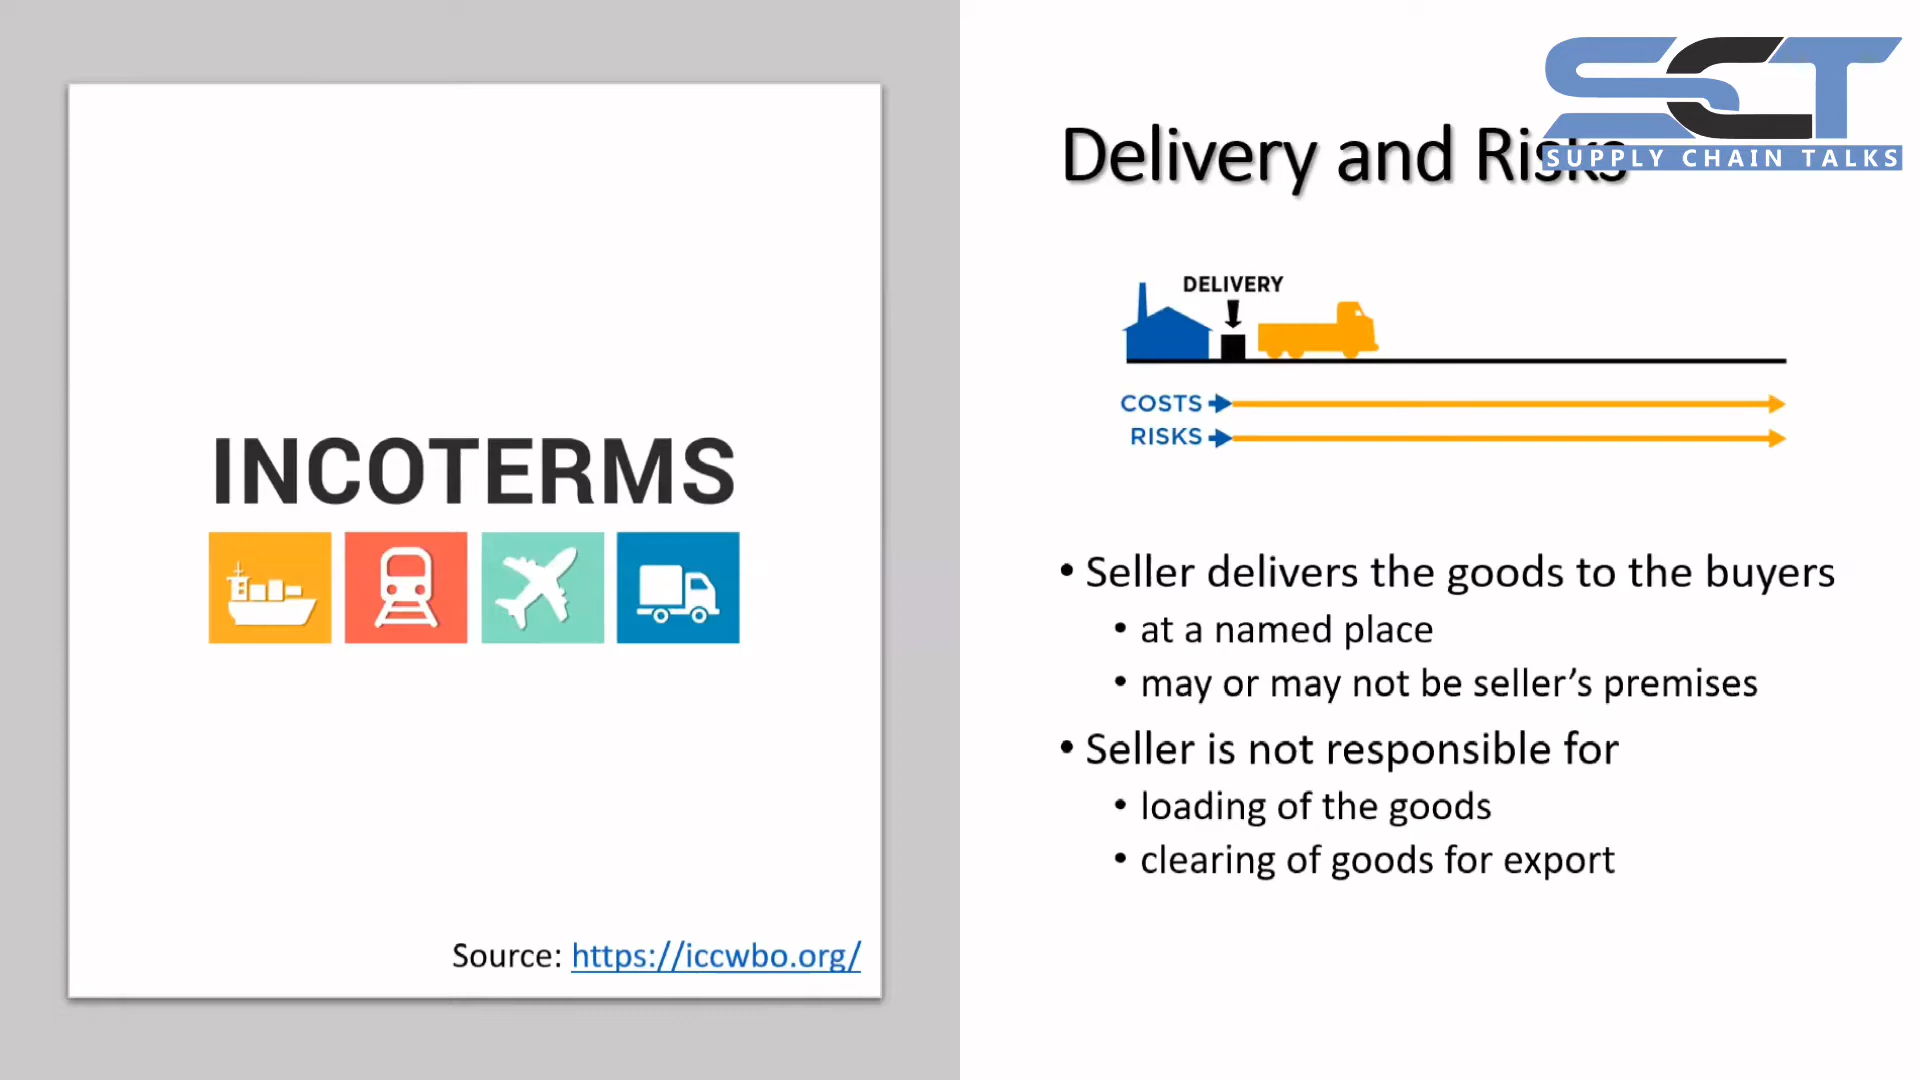 INCOTERMS
Source: https://iccwbo.org/
SCT
SUPPLY CHAIN TALKS
Delivery and Risks
DELIVERY
COSTS
RISKS
• Seller delivers the goods to the buyers
• at a named place
• may or may not be seller’s premises
• Seller is not responsible for
• loading of the goods
• clearing of goods for export